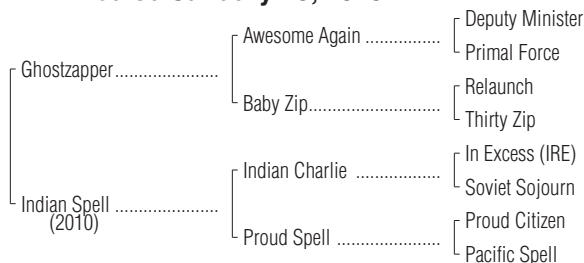 Deputy Minister
Awesome Again ..................
Primal Force
Ghostzapper.......................
Relaunch
Baby Zip...............................
Thirty Zip
In Excess (IRE)
Indian Charlie ....................
Soviet Sojourn
Indian Spell .......................
(2010)
Proud Citizen
Proud Spell .......................
Pacific Spell